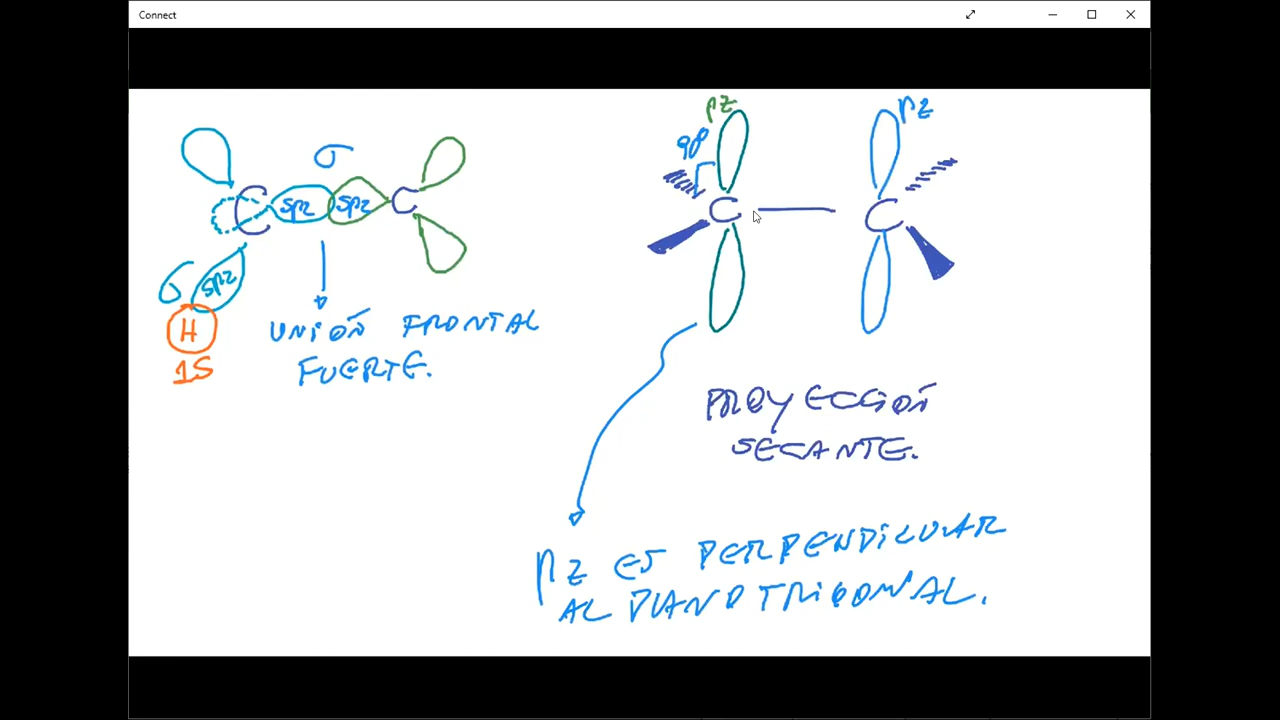 Connect
pz
pz
90°
σ
C
sp2
sp2
C
C
C
σ
sp2
H
1S
UNIÓN FRONTAL
FUERTE.
PROYECCIÓN
SECANTE.
pz ES PERPENDICULAR
AL PLANO TRIGONAL.